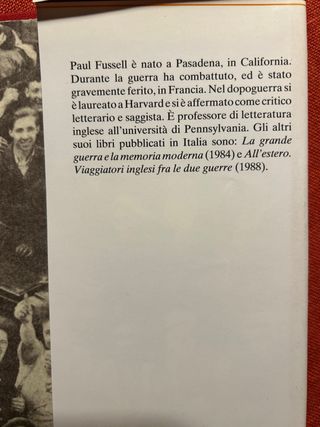 Paul Fussell è nato a Pasadena, in California.
Durante la guerra ha combattuto, ed è stato
gravemente ferito, in Francia. Nel dopoguerra si
è laureato a Harvard e si è affermato come critico
letterario e saggista. È professore di letteratura
inglese all'università di Pennsylvania. Gli altri
suoi libri pubblicati in Italia sono: La grande
guerra e la memoria moderna (1984) e All'estero.
Viaggiatori inglesi fra le due guerre (1988).